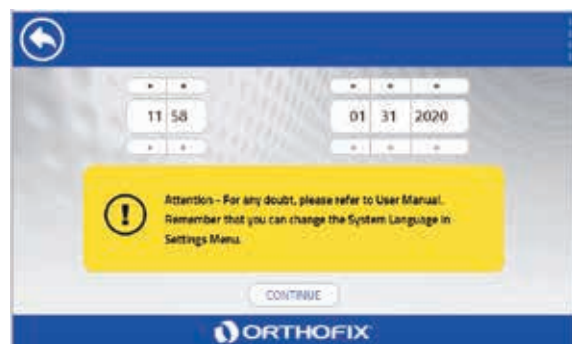 11 58 01 31 2020
Attention - For any doubt, please refer to User Manual.
Remember that you can change the System Language in
Settings Menu.
CONTINUE
ORTHOFIX